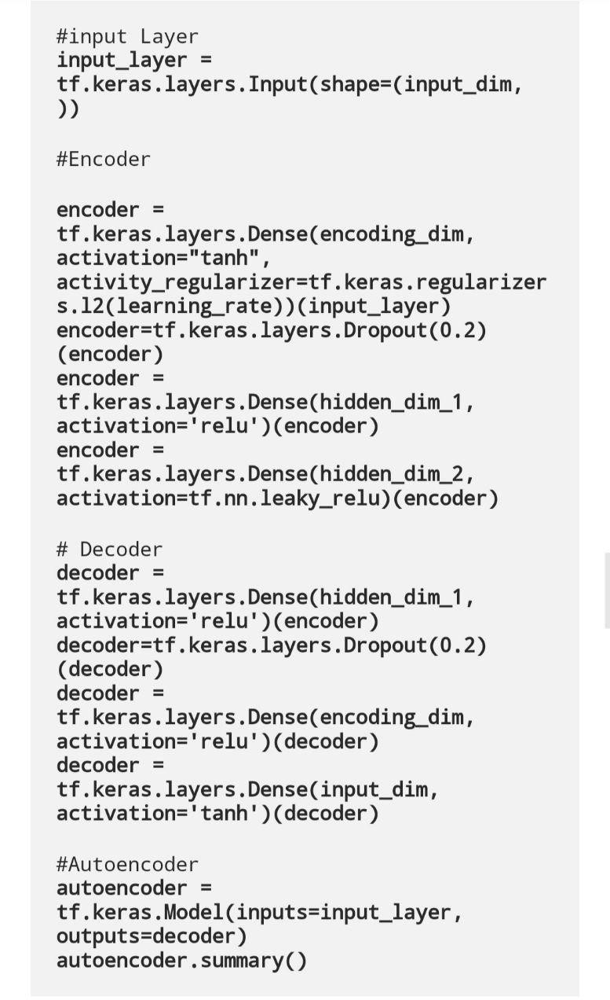 #input Layer
input_layer =
tf.keras.layers.Input(shape=(input_dim,
))
#Encoder
encoder =
tf.keras.layers.Dense(encoding_dim,
activation="tanh",
activity_regularizer=tf.keras.regularizer
s.l2(learning_rate))(input_layer)
encoder=tf.keras.layers.Dropout(0.2)
(encoder)
encoder =
tf.keras.layers.Dense(hidden_dim_1,
activation='relu')(encoder)
encoder =
tf.keras.layers.Dense(hidden_dim_2,
activation=tf.nn.leaky_relu)(encoder)
# Decoder
decoder =
tf.keras.layers.Dense(hidden_dim_1,
activation='relu')(encoder)
decoder=tf.keras.layers.Dropout(0.2)
(decoder)
decoder =
tf.keras.layers.Dense(encoding_dim,
activation='relu')(decoder)
decoder =
tf.keras.layers.Dense(input_dim,
activation='tanh')(decoder)
#Autoencoder
autoencoder =
tf.keras.Model(inputs=input_layer,
outputs=decoder)
autoencoder.summary()